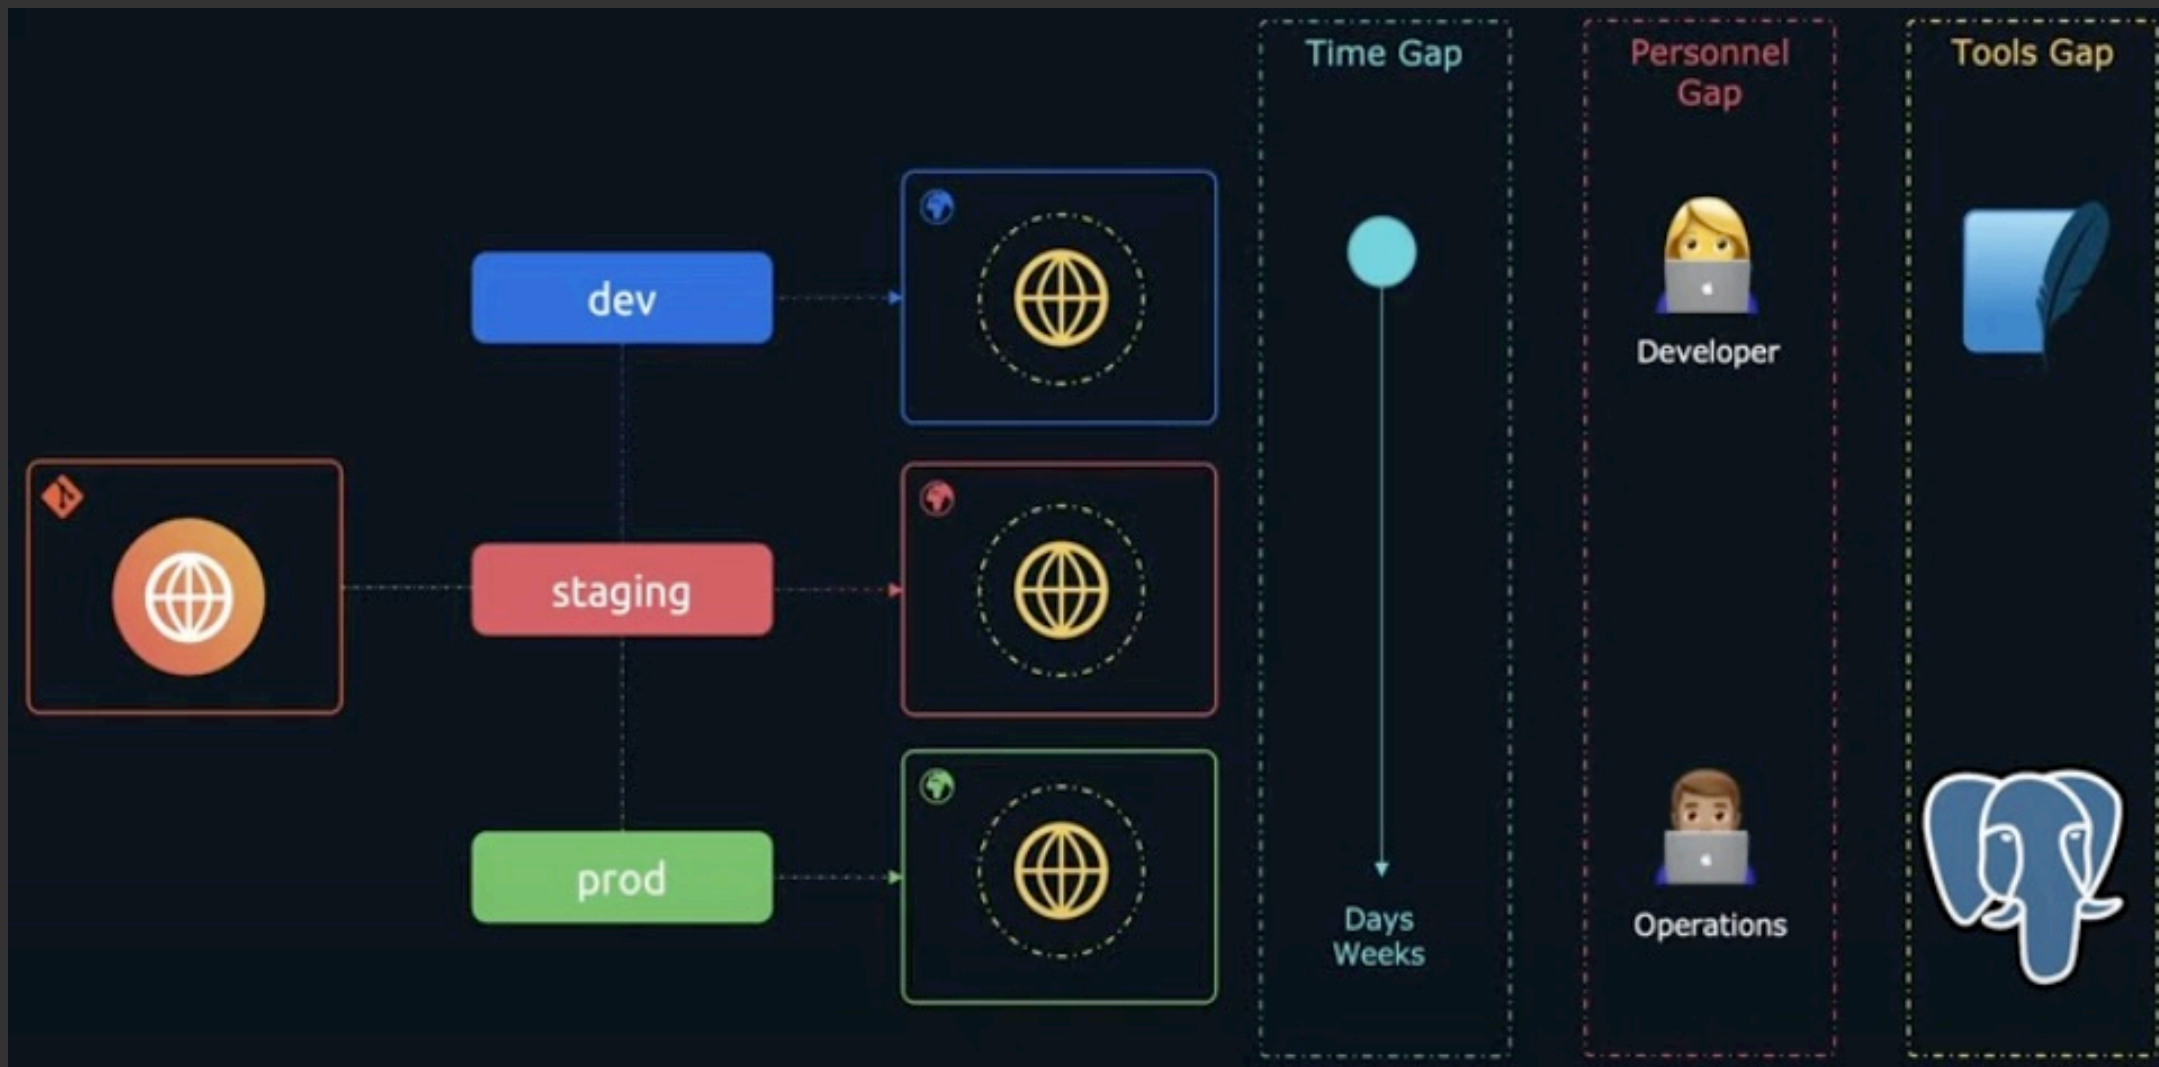 Time Gap
Personnel
Gap
Tools Gap
dev
Developer
staging
prod
Days
Weeks
Operations